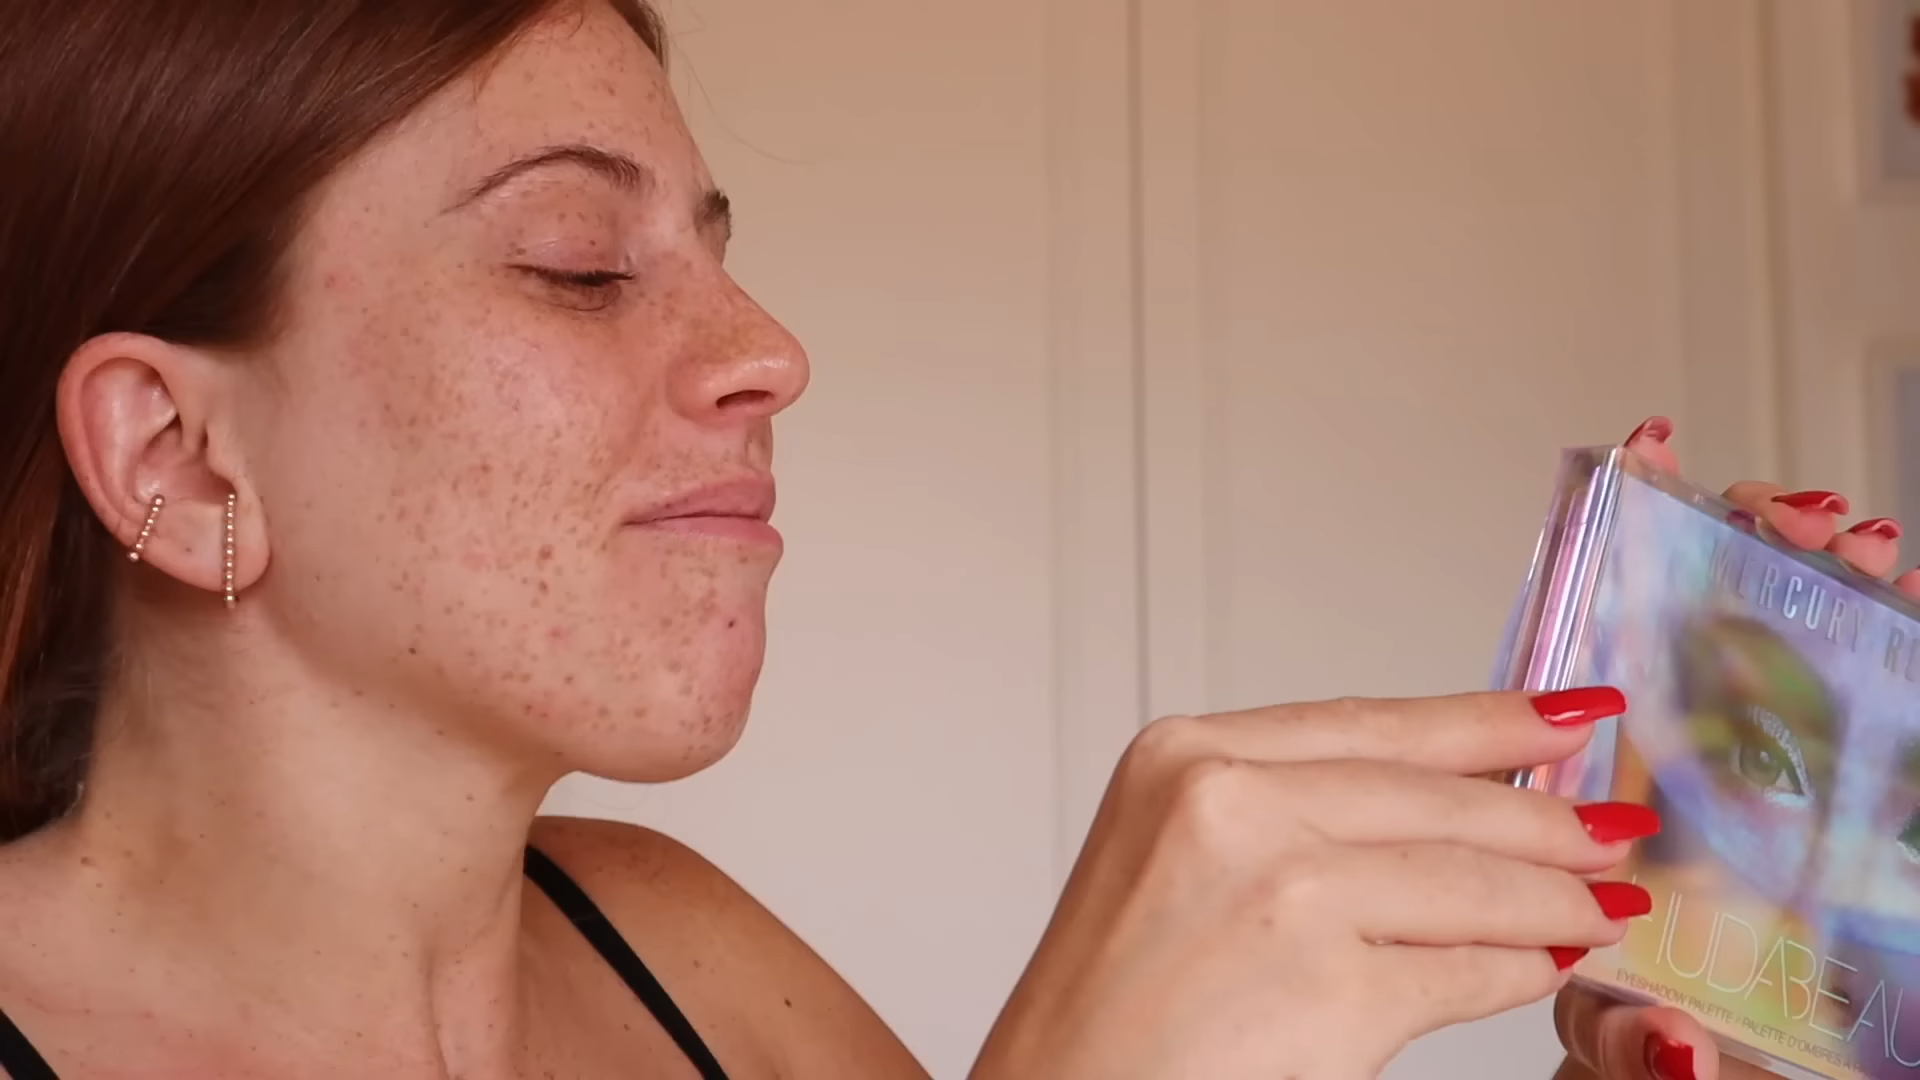 MERCURY R
HUDABEAU
EYESHADOW PALETTE / PALETTE D'OMBRES À